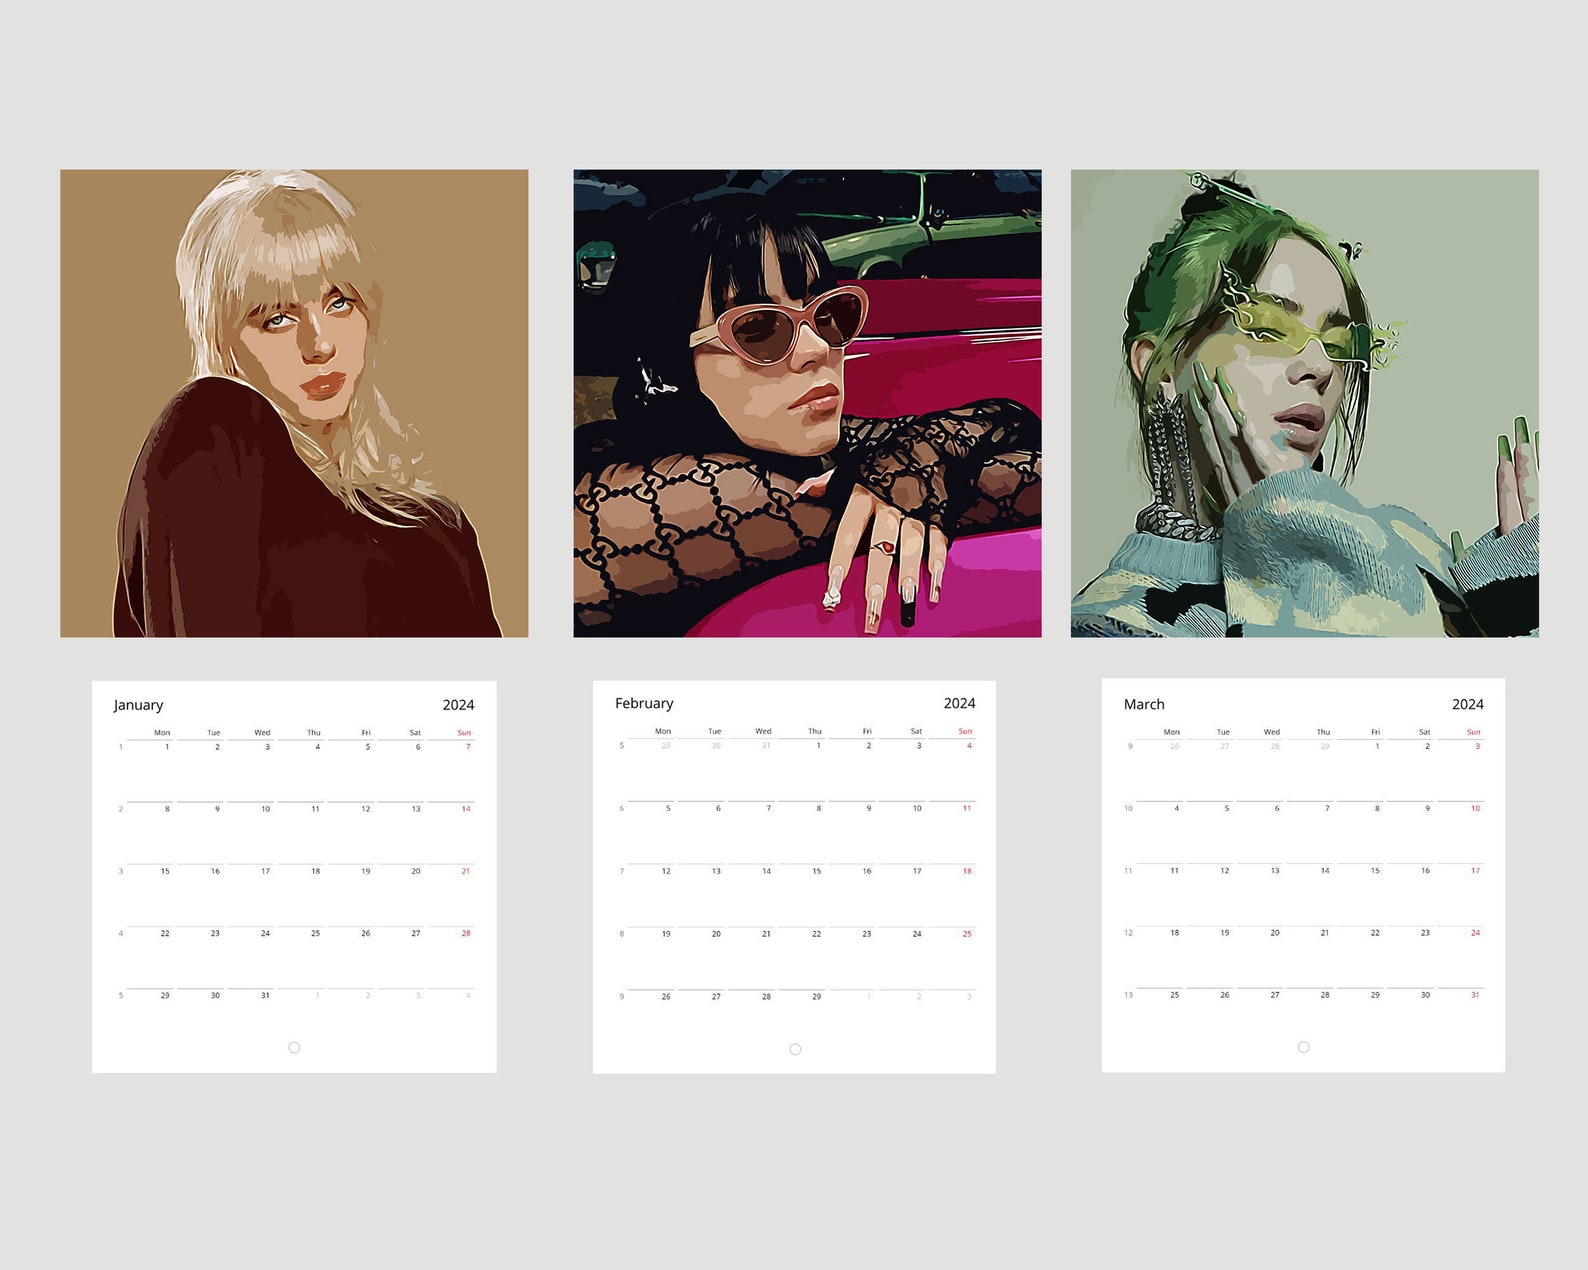 January 2024
Mon Tue Wed Thu Fri Sat Sun
1 1 2 3 4 5 6 7
2 8 9 10 11 12 13 14
3 15 16 17 18 19 20 21
4 22 23 24 25 26 27 28
5 29 30 31 1 2 3 4
February 2024
Mon Tue Wed Thu Fri Sat Sun
5 29 30 31 1 2 3 4
6 5 6 7 8 9 10 11
7 12 13 14 15 16 17 18
8 19 20 21 22 23 24 25
9 26 27 28 29 1 2 3
March 2024
Mon Tue Wed Thu Fri Sat Sun
9 26 27 28 29 1 2 3
10 4 5 6 7 8 9 10
11 11 12 13 14 15 16 17
12 18 19 20 21 22 23 24
13 25 26 27 28 29 30 31